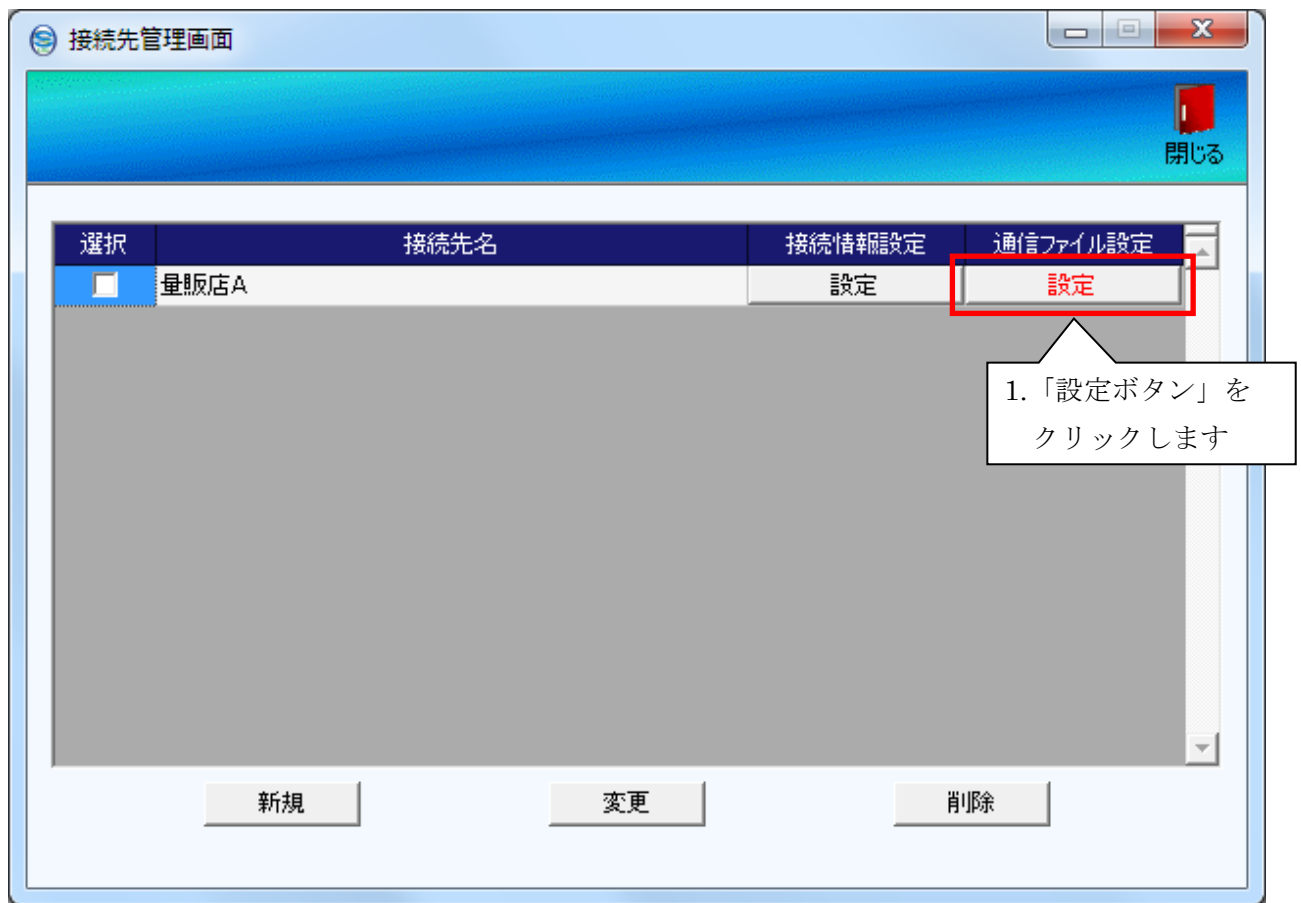 接続先管理画面
閉じる
選択 接続先名 接続情報設定 通信ファイル設定
量販店A 設定 設定
1.「設定ボタン」を
クリックします
新規 変更 削除